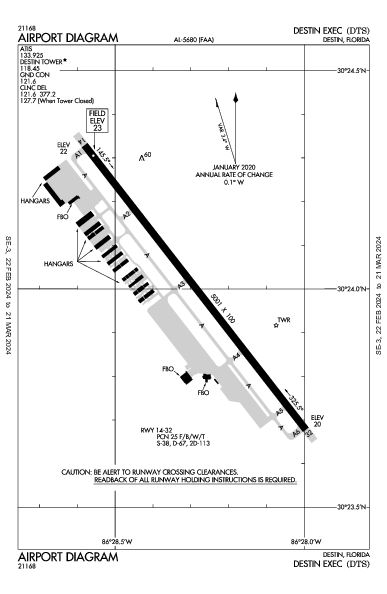 21168
AIRPORT DIAGRAM
AL-5680 (FAA)
DESTIN EXEC (DTS)
DESTIN, FLORIDA
ATIS
133.925
DESTIN TOWER★
118.45
GND CON
121.6
CLNC DEL
121.6 377.2
127.7 (When Tower Closed)
30°24.5'N
FIELD
ELEV
23
VAR 3.4° W
JANUARY 2020
ANNUAL RATE OF CHANGE
0.1° W
ELEV
22
14
145.5°
A1
60
A
HANGARS
FBO
A2
A
HANGARS
A3
30°24.0'N
5001 X 100
A
TWR
A4
FBO
FBO
A
325.5°
A5
ELEV
20
A6
32
A
RWY 14-32
PCN 25 F/B/W/T
S-38, D-67, 2D-113
CAUTION: BE ALERT TO RUNWAY CROSSING CLEARANCES.
READBACK OF ALL RUNWAY HOLDING INSTRUCTIONS IS REQUIRED.
30°23.5'N
86°28.5'W
86°28.0'W
AIRPORT DIAGRAM
21168
DESTIN, FLORIDA
DESTIN EXEC (DTS)
SE-3, 22 FEB 2024 to 21 MAR 2024
SE-3, 22 FEB 2024 to 21 MAR 2024